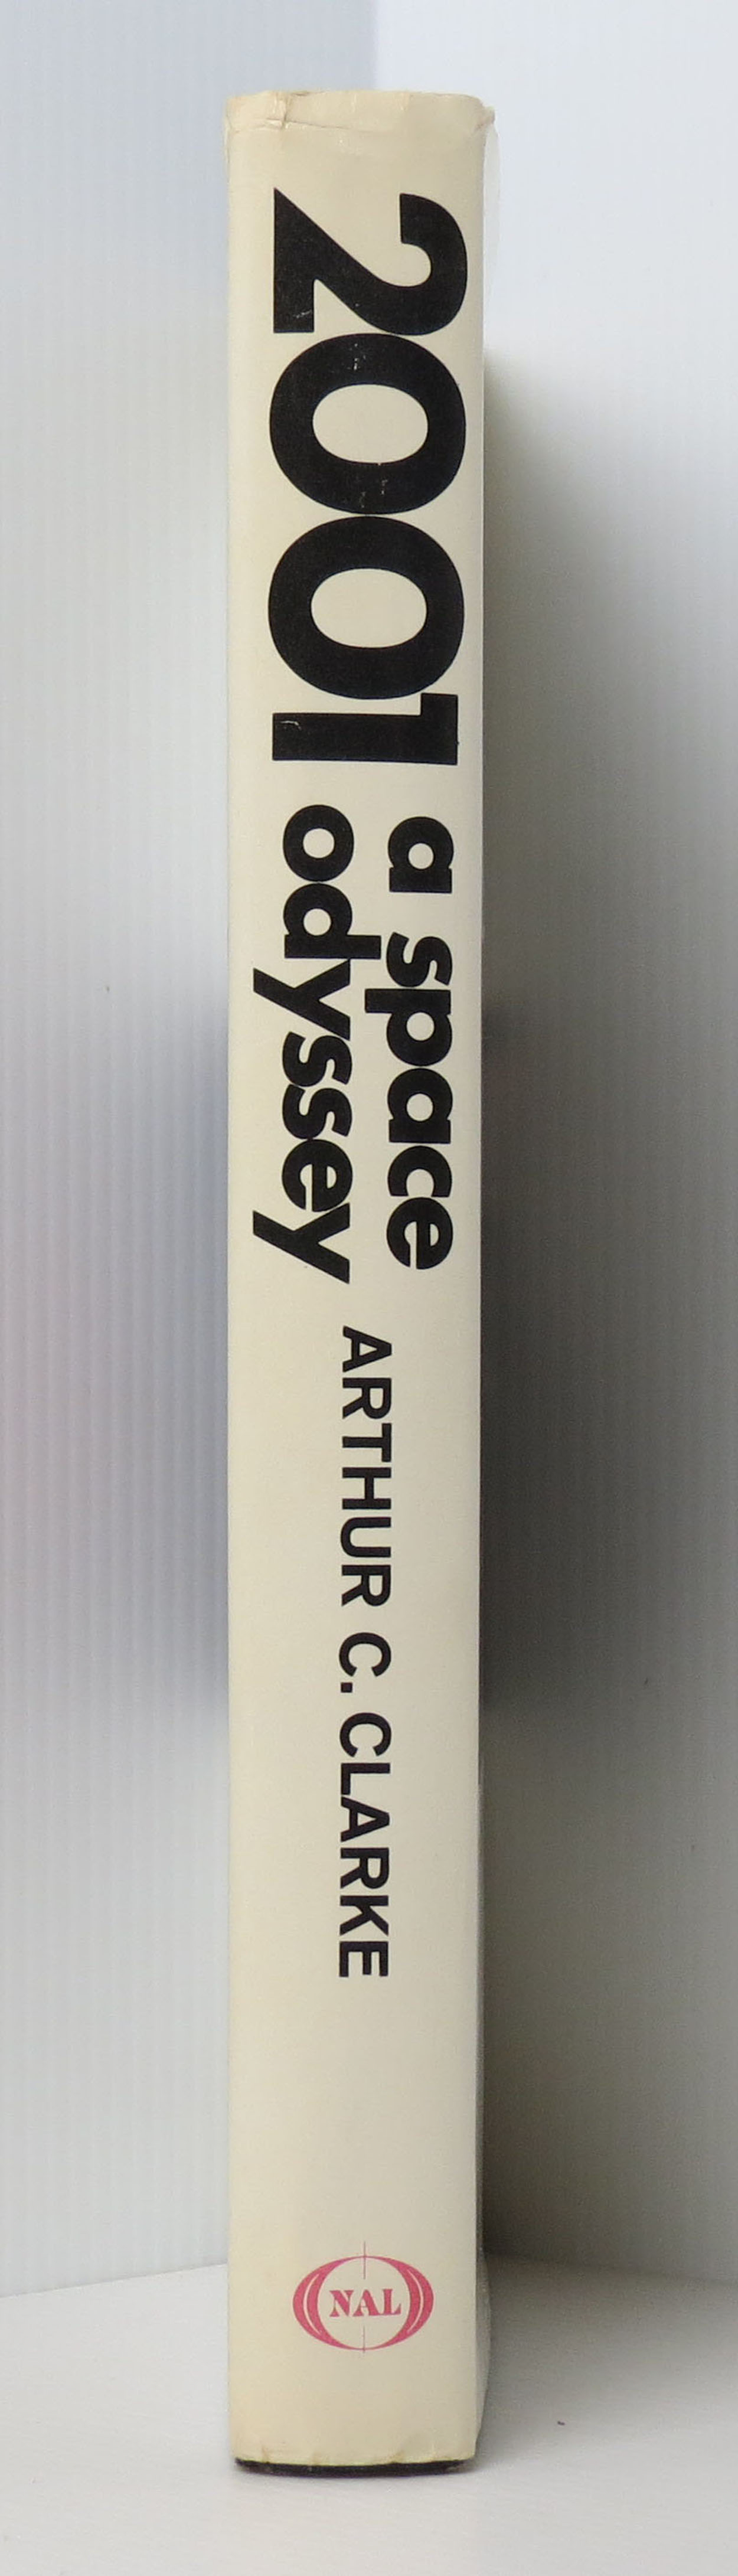 2001
a space
odyssey
ARTHUR C. CLARKE
NAL